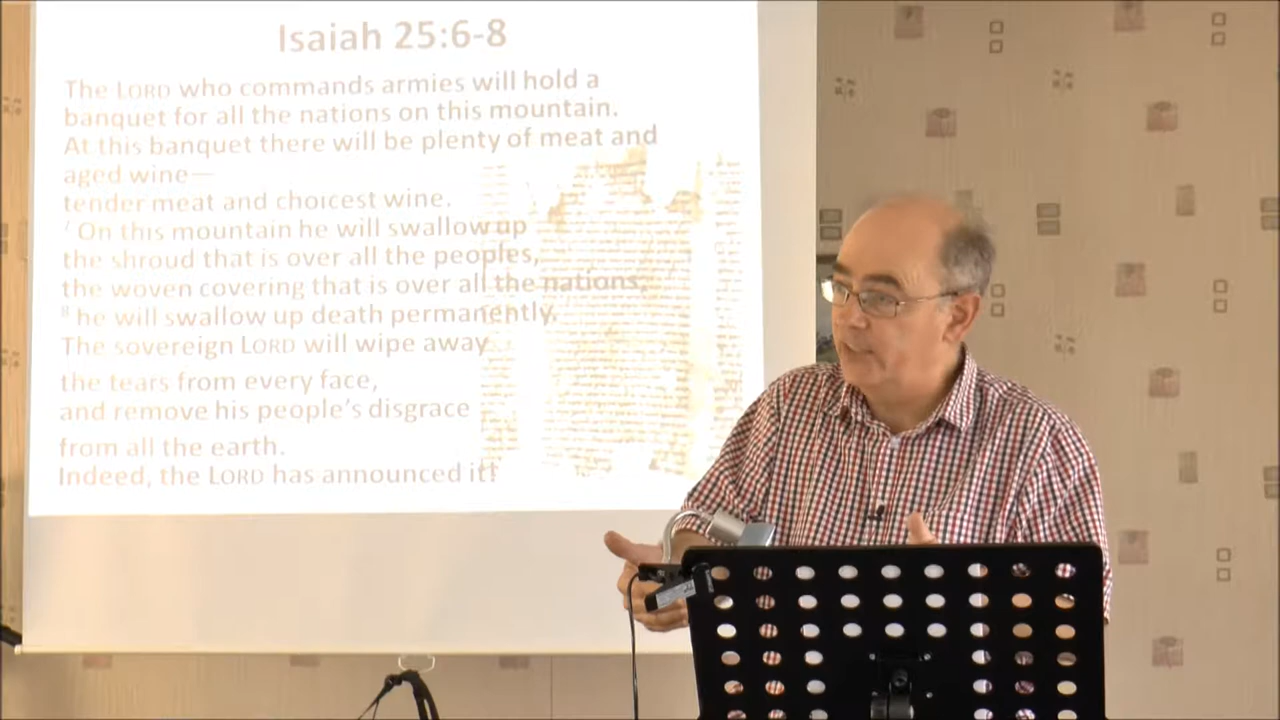 Isaiah 25:6-8
The LORD who commands armies will hold a
banquet for all the nations on this mountain.
At this banquet there will be plenty of meat and
aged wine—
tender meat and choicest wine.
7 On this mountain he will swallow up
the shroud that is over all the peoples,
the woven covering that is over all the nations;
8 he will swallow up death permanently.
The sovereign LORD will wipe away
the tears from every face,
and remove his people's disgrace
from all the earth.
Indeed, the LORD has announced it!